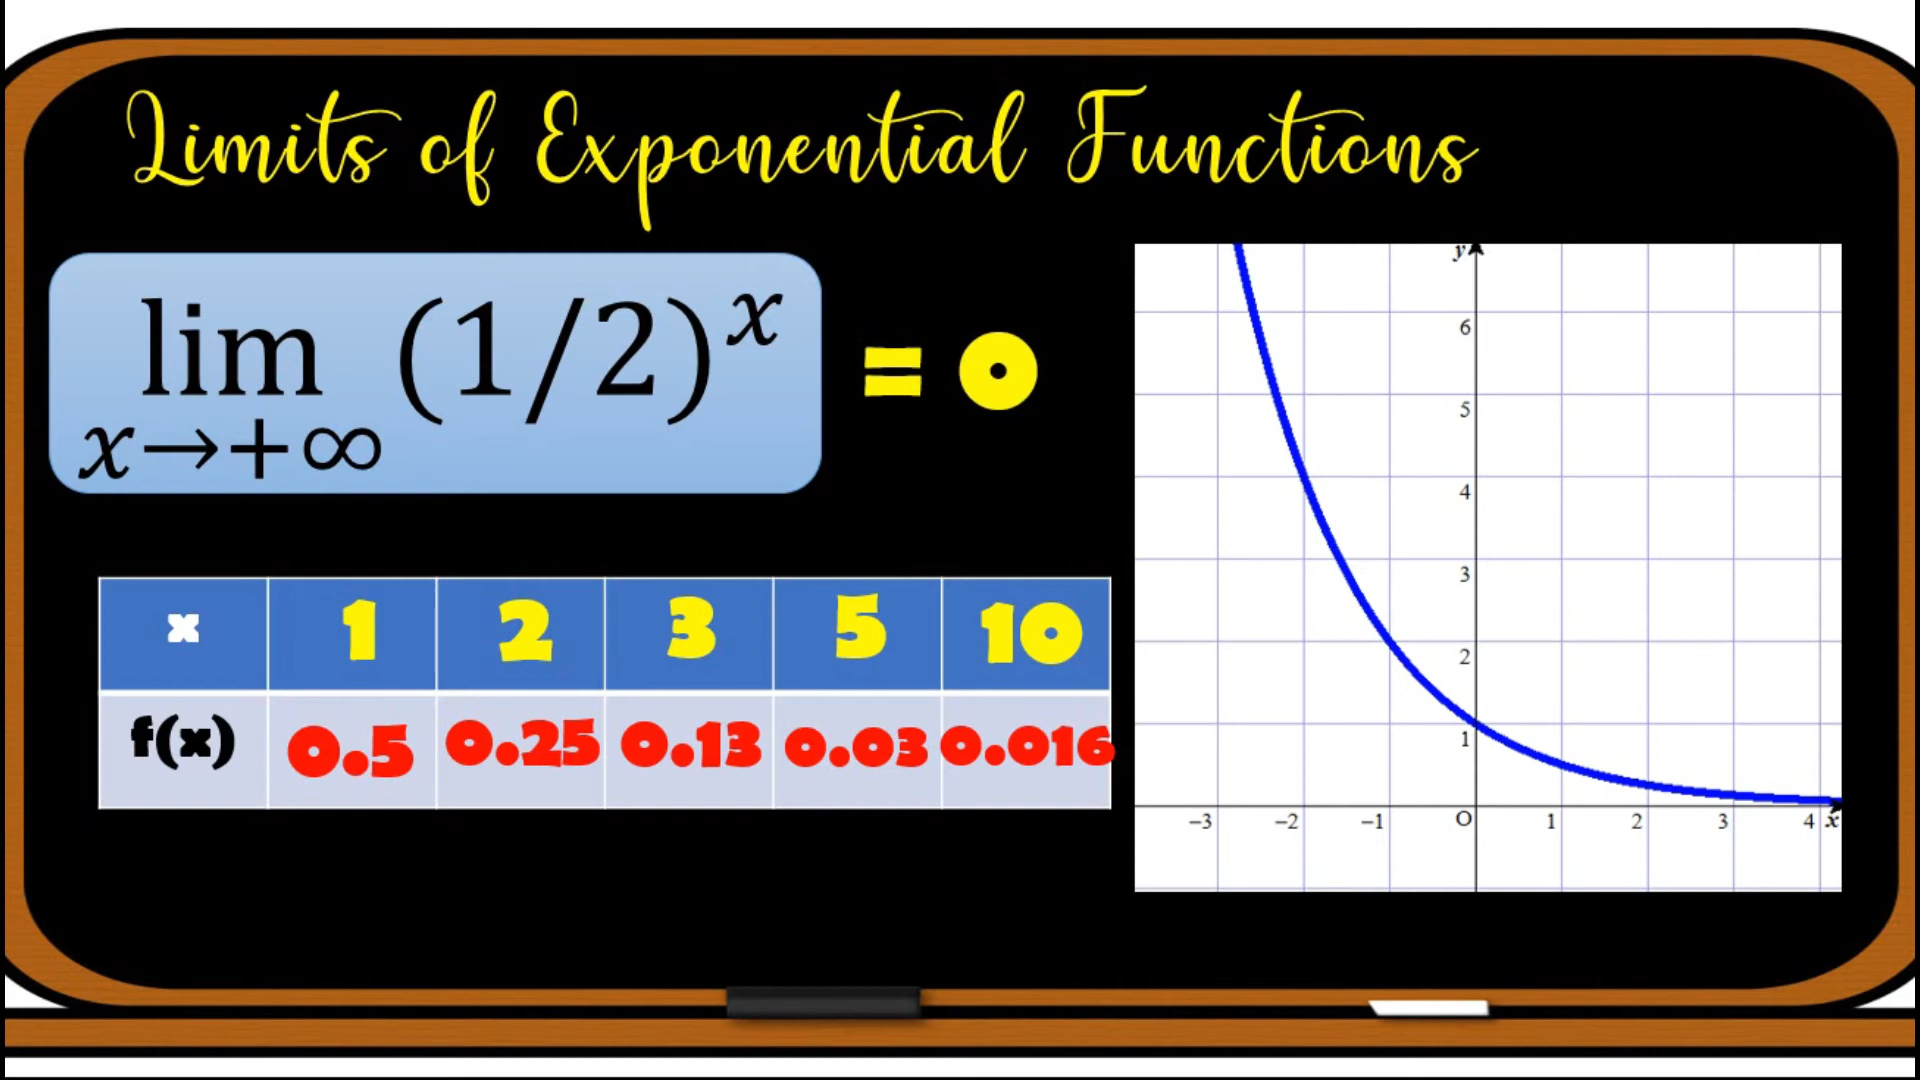 Limits of Exponential Functions
lim (1/2)^x = 0
x→+∞
x 1 2 3 5 10
f(x) 0.5 0.25 0.13 0.03 0.016
y
6
5
4
3
2
1
−3 −2 −1 O 1 2 3 4 x